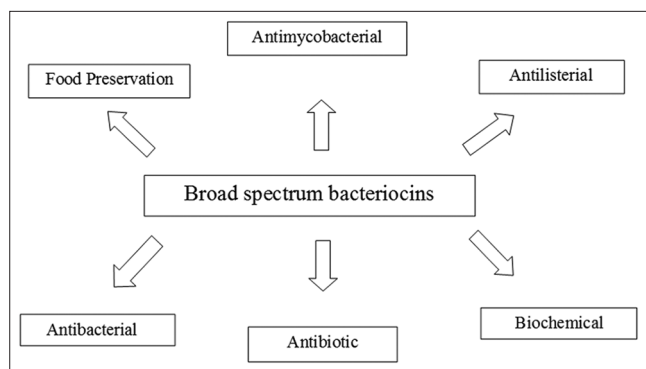 Antimycobacterial
Food Preservation
Antilisterial
Broad spectrum bacteriocins
Antibacterial
Antibiotic
Biochemical